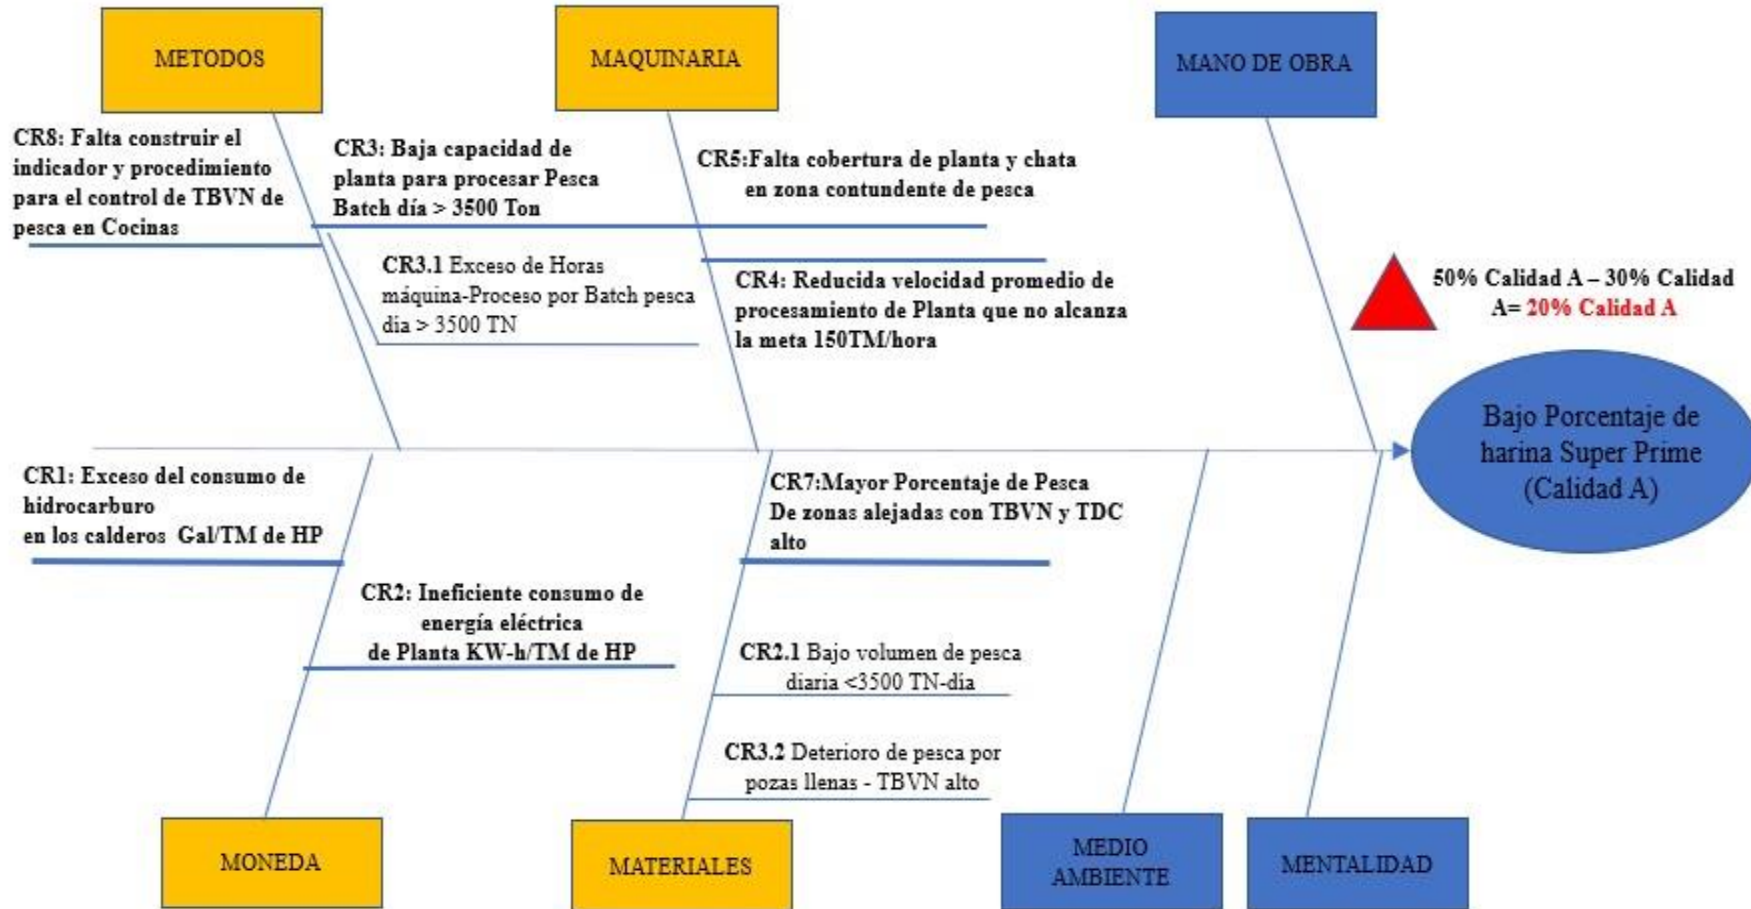 METODOS
MAQUINARIA
MANO DE OBRA
CR8: Falta construir el
indicador y procedimiento
para el control de TBVN de
pesca en Cocinas
CR3: Baja capacidad de
planta para procesar Pesca
Batch día > 3500 Ton
CR3.1 Exceso de Horas
máquina-Proceso por Batch pesca
dia > 3500 TN
CR5:Falta cobertura de planta y chata
en zona contundente de pesca
CR4: Reducida velocidad promedio de
procesamiento de Planta que no alcanza
la meta 150TM/hora
50% Calidad A – 30% Calidad
A= 20% Calidad A
Bajo Porcentaje de
harina Super Prime
(Calidad A)
CR1: Exceso del consumo de
hidrocarburo
en los calderos Gal/TM de HP
CR2: Ineficiente consumo de
energía eléctrica
de Planta KW-h/TM de HP
CR7:Mayor Porcentaje de Pesca
De zonas alejadas con TBVN y TDC
alto
CR2.1 Bajo volumen de pesca
diaria <3500 TN-día
CR3.2 Deterioro de pesca por
pozas llenas - TBVN alto
MONEDA
MATERIALES
MEDIO
AMBIENTE
MENTALIDAD